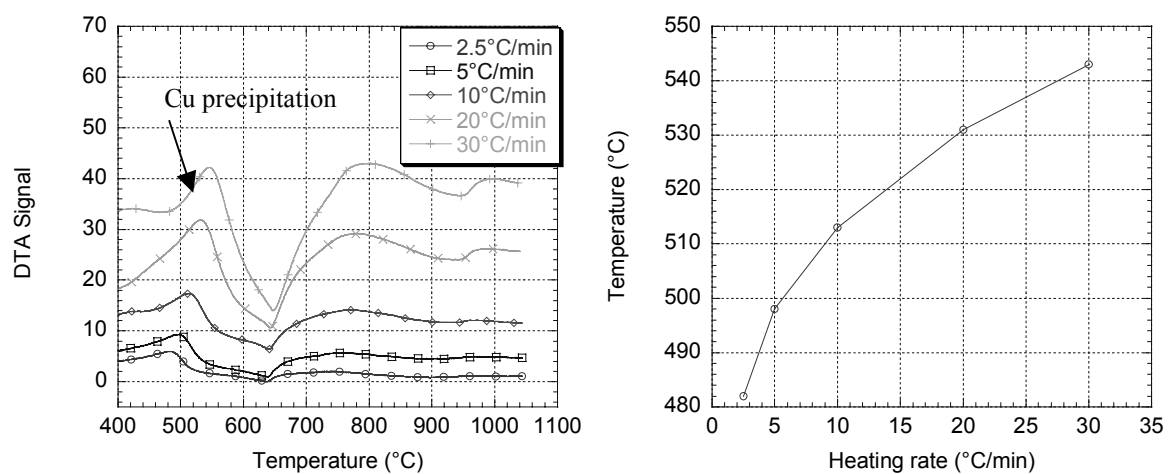 70
60
50
40
30
20
10
0
DTA Signal
Cu precipitation
2.5°C/min
5°C/min
10°C/min
20°C/min
30°C/min
400 500 600 700 800 900 1000 1100
Temperature (°C)
550
540
530
520
510
500
490
480
Temperature (°C)
0 5 10 15 20 25 30 35
Heating rate (°C/min)